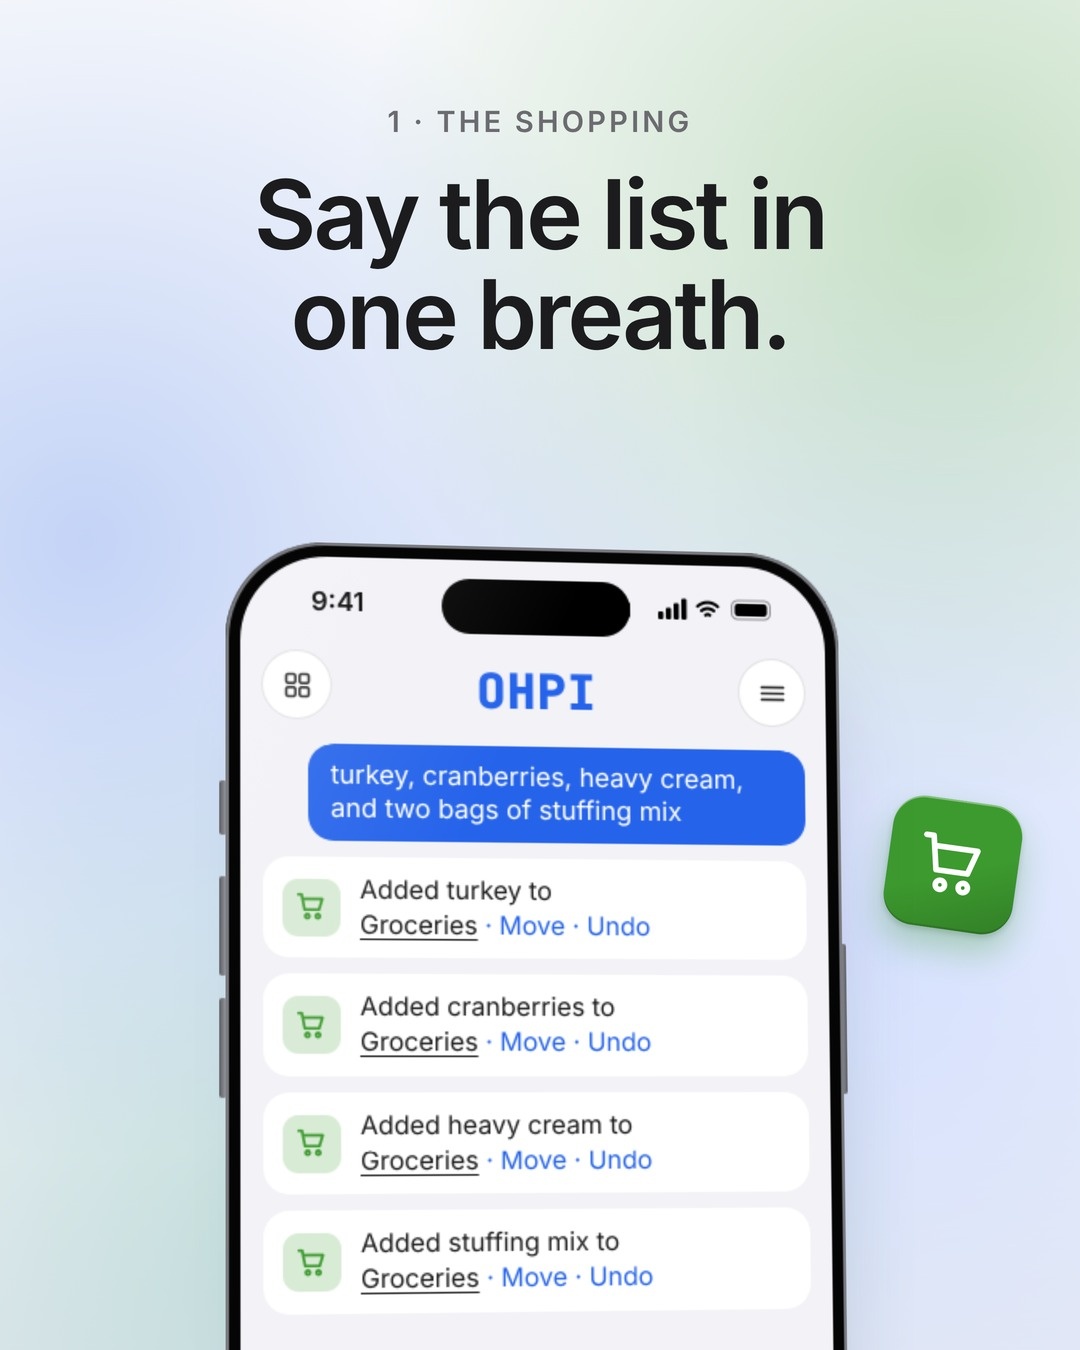 1 · THE SHOPPING
Say the list in
one breath.
9:41
OHPI
turkey, cranberries, heavy cream,
and two bags of stuffing mix
Added turkey to
Groceries · Move · Undo
Added cranberries to
Groceries · Move · Undo
Added heavy cream to
Groceries · Move · Undo
Added stuffing mix to
Groceries · Move · Undo